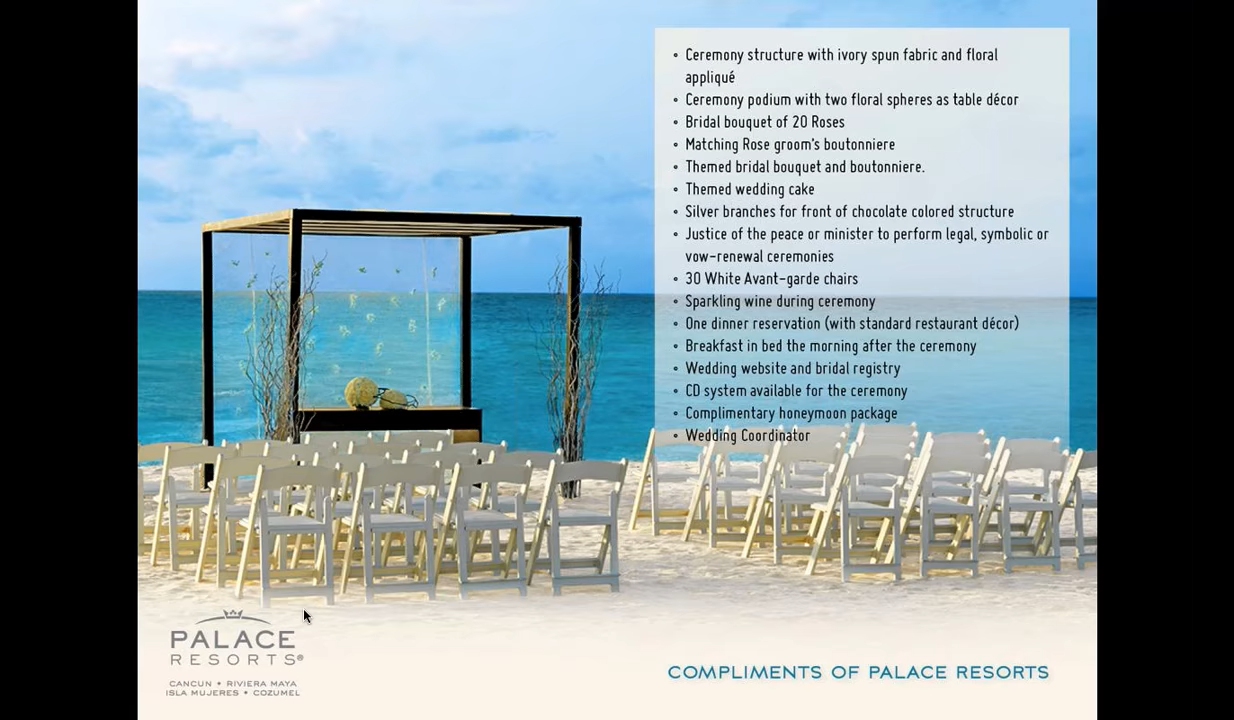 • Ceremony structure with ivory spun fabric and floral
appliqué
• Ceremony podium with two floral spheres as table décor
• Bridal bouquet of 20 Roses
• Matching Rose groom's boutonniere
• Themed bridal bouquet and boutonniere.
• Themed wedding cake
• Silver branches for front of chocolate colored structure
• Justice of the peace or minister to perform legal, symbolic or
vow-renewal ceremonies
• 30 White Avant-garde chairs
• Sparkling wine during ceremony
• One dinner reservation (with standard restaurant décor)
• Breakfast in bed the morning after the ceremony
• Wedding website and bridal registry
• CD system available for the ceremony
• Complimentary honeymoon package
• Wedding Coordinator
PALACE
RESORTS®
CANCUN • RIVIERA MAYA
ISLA MUJERES • COZUMEL
COMPLIMENTS OF PALACE RESORTS